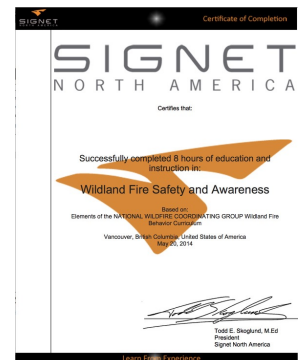 SIGNET
Certificate of Completion
SIGNET
NORTH AMERICA
Certifies that:
Successfully completed 8 hours of education and
instruction in:
Wildland Fire Safety and Awareness
Based on:
Elements of the NATIONAL WILDFIRE COORDINATING GROUP Wildland Fire
Behavior Curriculum
Vancouver, British Columbia, United States of America
May 20, 2014
Todd E. Skoglund, M.Ed
President
Signet North America
Learn From Experience